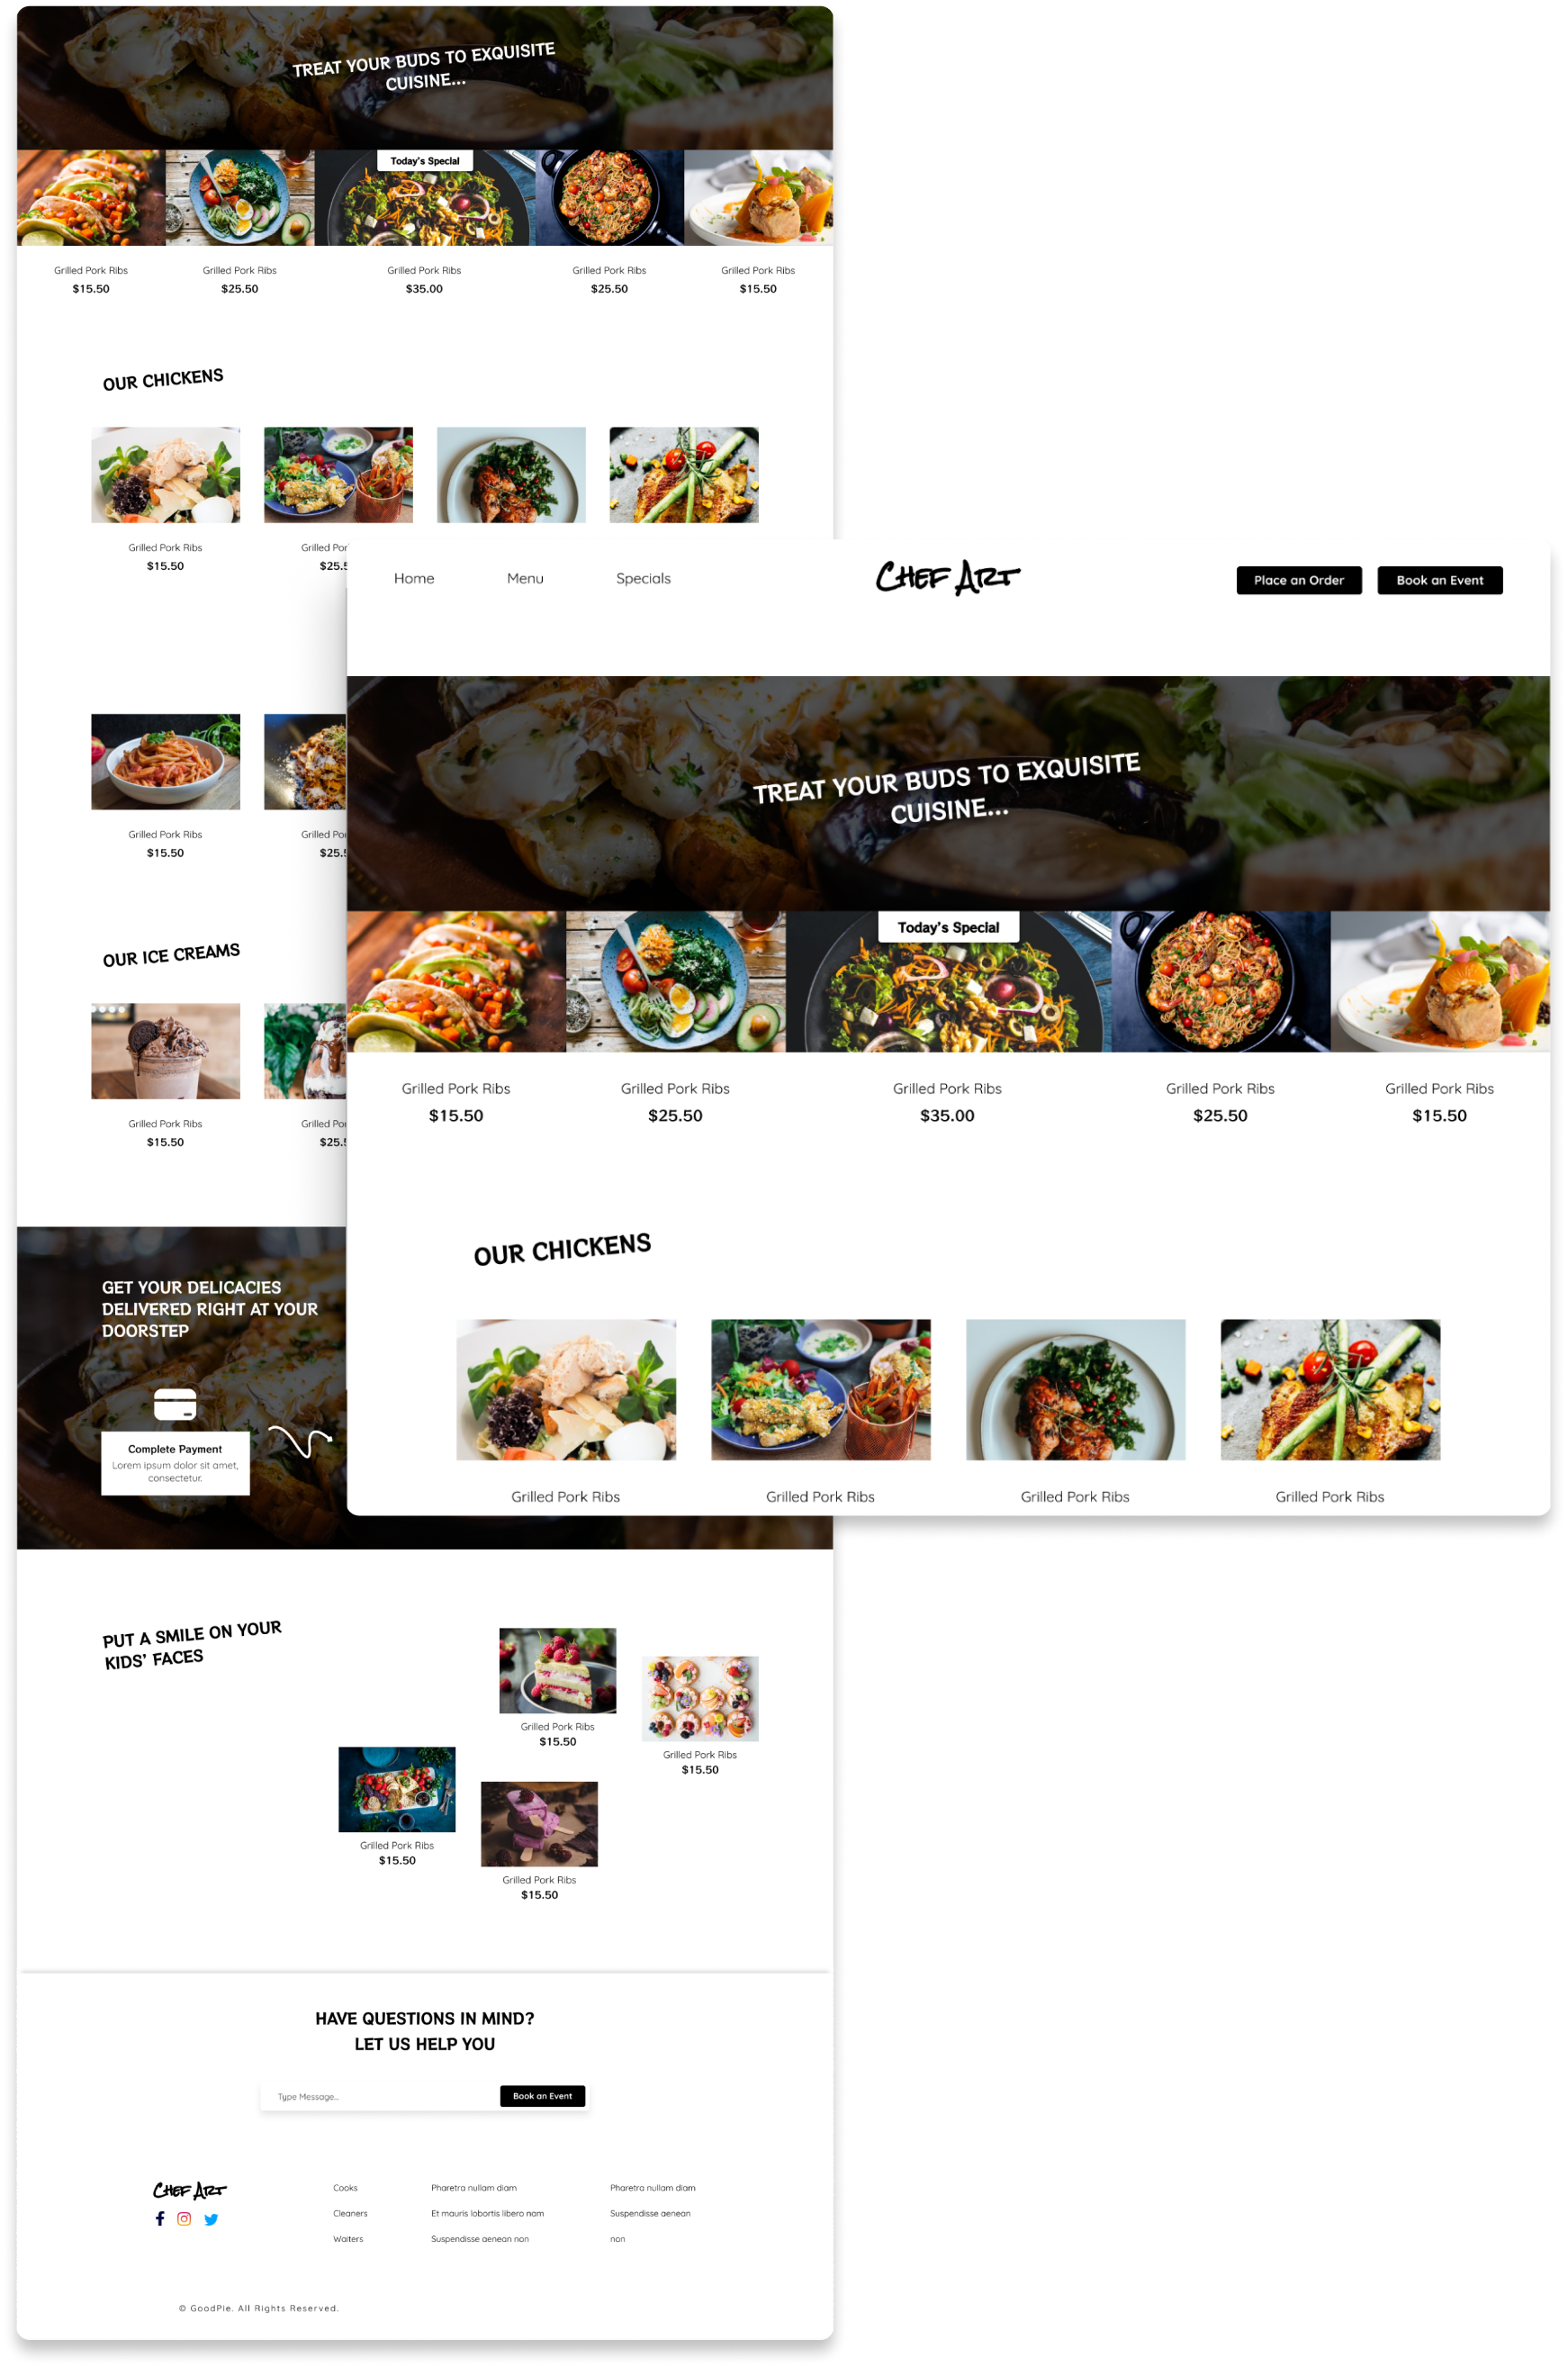 TREAT YOUR BUDS TO EXQUISITE
CUISINE...
Today's Special
Grilled Pork Ribs
$15.50
Grilled Pork Ribs
$25.50
Grilled Pork Ribs
$35.00
Grilled Pork Ribs
$25.50
Grilled Pork Ribs
$15.50
OUR CHICKENS
Grilled Pork Ribs
$15.50
Grilled Por
$25.5
Grilled Pork Ribs
$15.50
Grilled Por
$25.5
OUR ICE CREAMS
Grilled Pork Ribs
$15.50
Grilled Por
$25.5
GET YOUR DELICACIES
DELIVERED RIGHT AT YOUR
DOORSTEP
Complete Payment
Lorem ipsum dolor sit amet,
consectetur.
PUT A SMILE ON YOUR
KIDS' FACES
Grilled Pork Ribs
$15.50
Grilled Pork Ribs
$15.50
Grilled Pork Ribs
$15.50
Grilled Pork Ribs
$15.50
HAVE QUESTIONS IN MIND?
LET US HELP YOU
Type Message...
Book an Event
CHEF ART
Cooks
Cleaners
Waiters
Pharetra nullam diam
Et mauris lobortis libero nam
Suspendisse aenean non
Pharetra nullam diam
Suspendisse aenean
non
© GoodPie. All Rights Reserved.
Home
Menu
Specials
CHEF ART
Place an Order
Book an Event
TREAT YOUR BUDS TO EXQUISITE
CUISINE...
Today's Special
Grilled Pork Ribs
$15.50
Grilled Pork Ribs
$25.50
Grilled Pork Ribs
$35.00
Grilled Pork Ribs
$25.50
Grilled Pork Ribs
$15.50
OUR CHICKENS
Grilled Pork Ribs
Grilled Pork Ribs
Grilled Pork Ribs
Grilled Pork Ribs